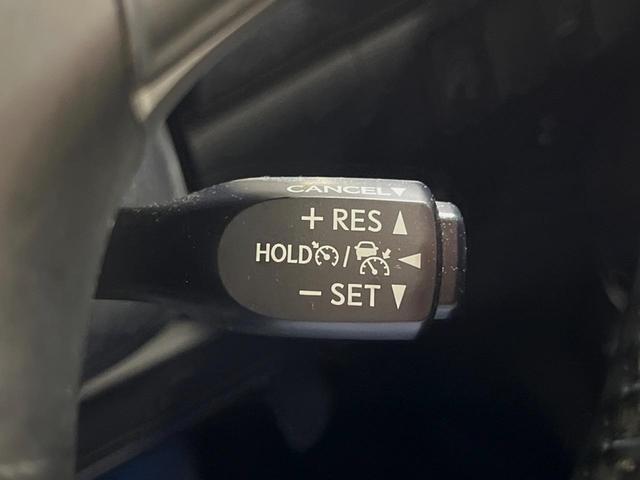 CANCEL▼
+ RES ▲
HOLD / ◀
− SET ▼